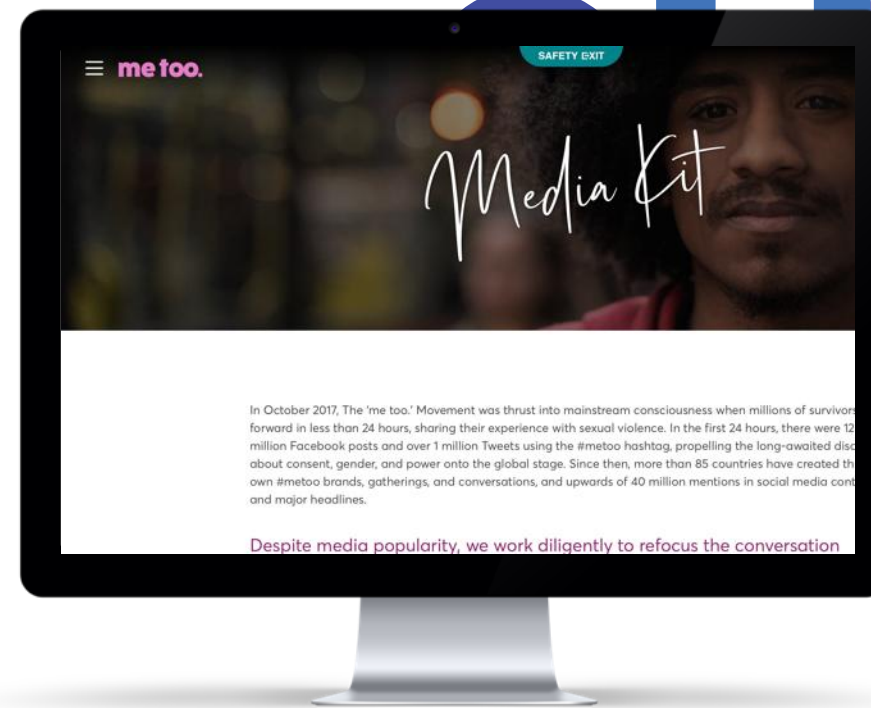 me too.
SAFETY EXIT
Media Kit
In October 2017, The 'me too.' Movement was thrust into mainstream consciousness when millions of survivors
forward in less than 24 hours, sharing their experience with sexual violence. In the first 24 hours, there were 12
million Facebook posts and over 1 million Tweets using the #metoo hashtag, propelling the long-awaited
about consent, gender, and power onto the global stage. Since then, more than 85 countries have created
own #metoo brands, gatherings, and conversations, and upwards of 40 million mentions in social media
and major headlines.
Despite media popularity, we work diligently to refocus the conversation